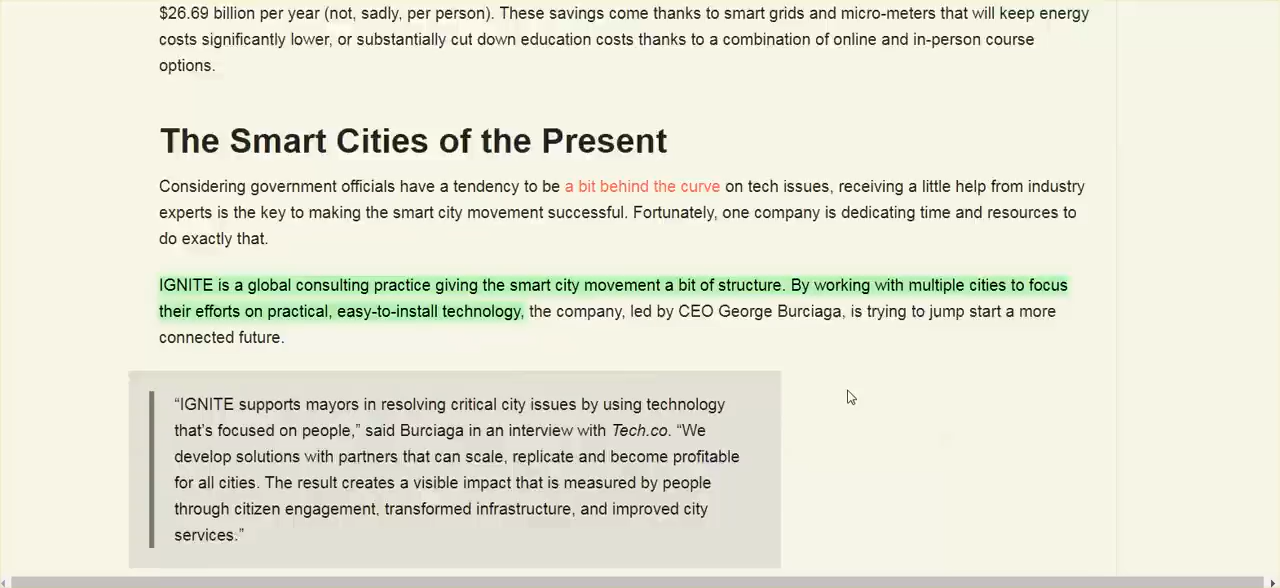 $26.69 billion per year (not, sadly, per person). These savings come thanks to smart grids and micro-meters that will keep energy
costs significantly lower, or substantially cut down education costs thanks to a combination of online and in-person course
options.
The Smart Cities of the Present
Considering government officials have a tendency to be a bit behind the curve on tech issues, receiving a little help from industry
experts is the key to making the smart city movement successful. Fortunately, one company is dedicating time and resources to
do exactly that.
IGNITE is a global consulting practice giving the smart city movement a bit of structure. By working with multiple cities to focus
their efforts on practical, easy-to-install technology, the company, led by CEO George Burciaga, is trying to jump start a more
connected future.
“IGNITE supports mayors in resolving critical city issues by using technology
that’s focused on people,” said Burciaga in an interview with Tech.co. “We
develop solutions with partners that can scale, replicate and become profitable
for all cities. The result creates a visible impact that is measured by people
through citizen engagement, transformed infrastructure, and improved city
services.”